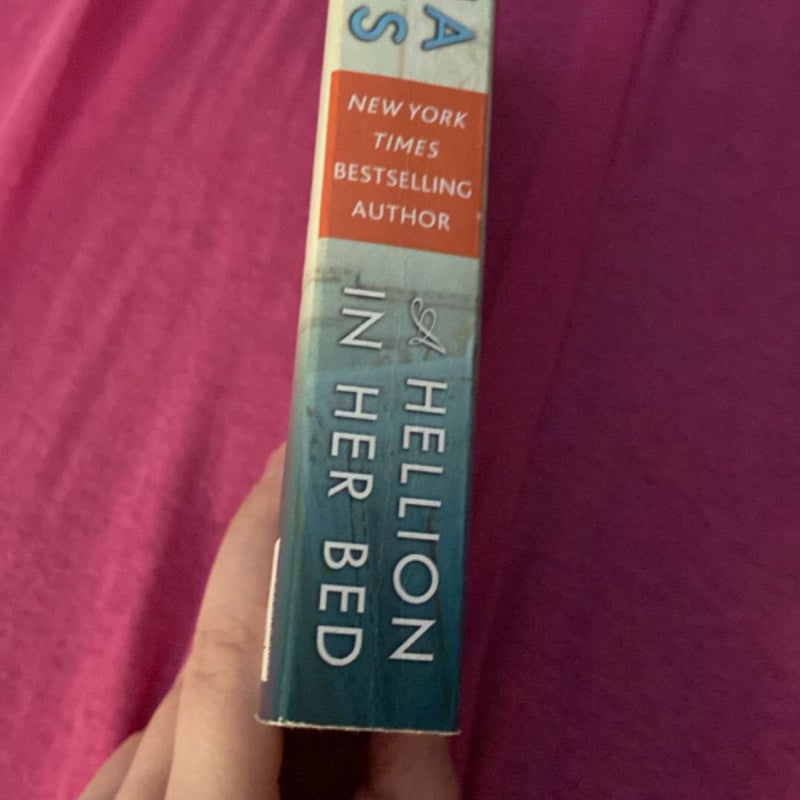 A
S
NEW YORK
TIMES
BESTSELLING
AUTHOR
A HELLION
IN HER BED